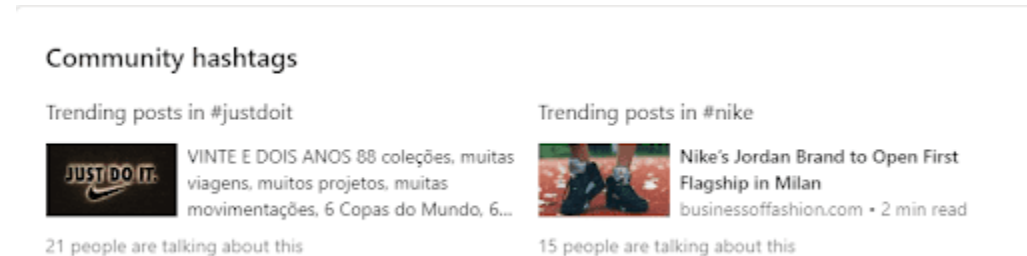 Community hashtags
Trending posts in #justdoit
JUST DO IT.
VINTE E DOIS ANOS 88 coleções, muitas
viagens, muitos projetos, muitas
movimentações, 6 Copas do Mundo, 6...
21 people are talking about this
Trending posts in #nike
Nike's Jordan Brand to Open First
Flagship in Milan
businessoffashion.com • 2 min read
15 people are talking about this